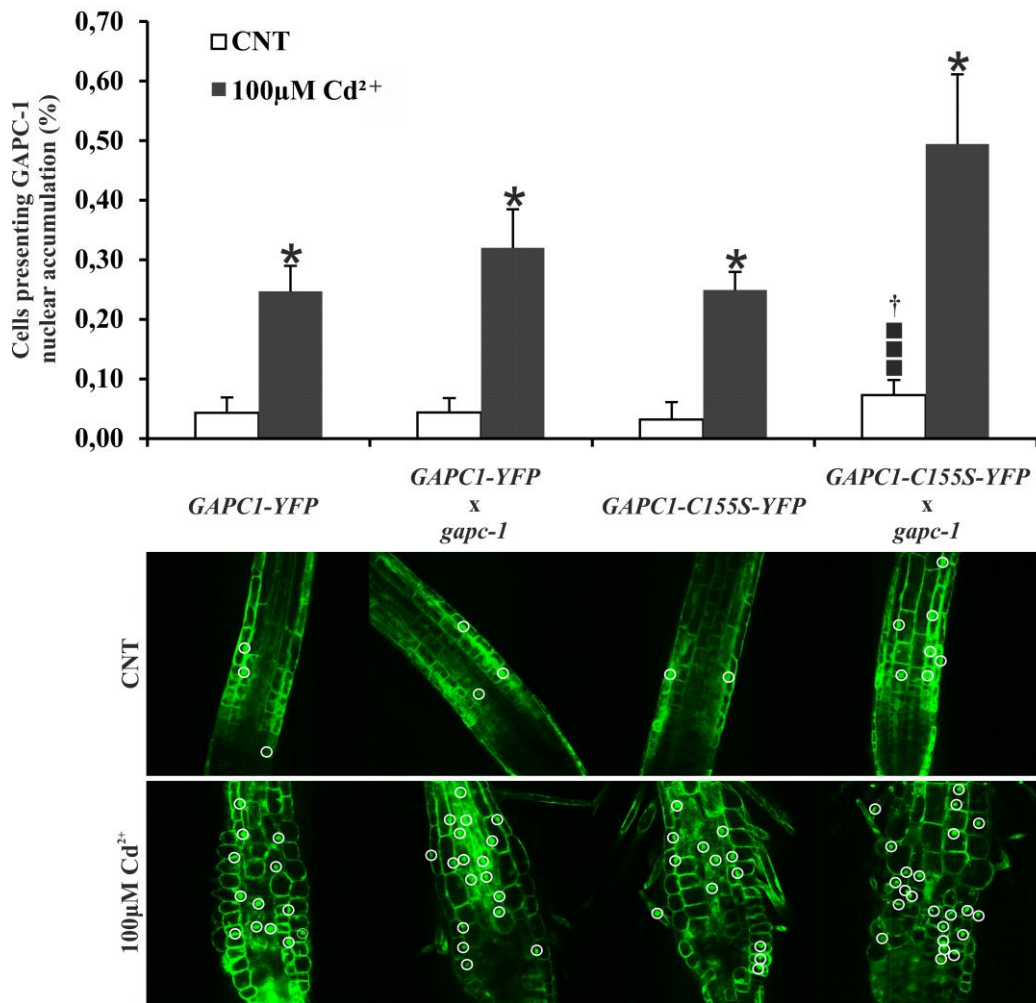 Cells presenting GAPC-1
nuclear accumulation (%)
0,70
0,60
0,50
0,40
0,30
0,20
0,10
0,00
CNT
100µM Cd²⁺
*
*
*
*
†
GAPC1-YFP
GAPC1-YFP
x
gapc-1
GAPC1-C155S-YFP
GAPC1-C155S-YFP
x
gapc-1
CNT
100µM Cd²⁺